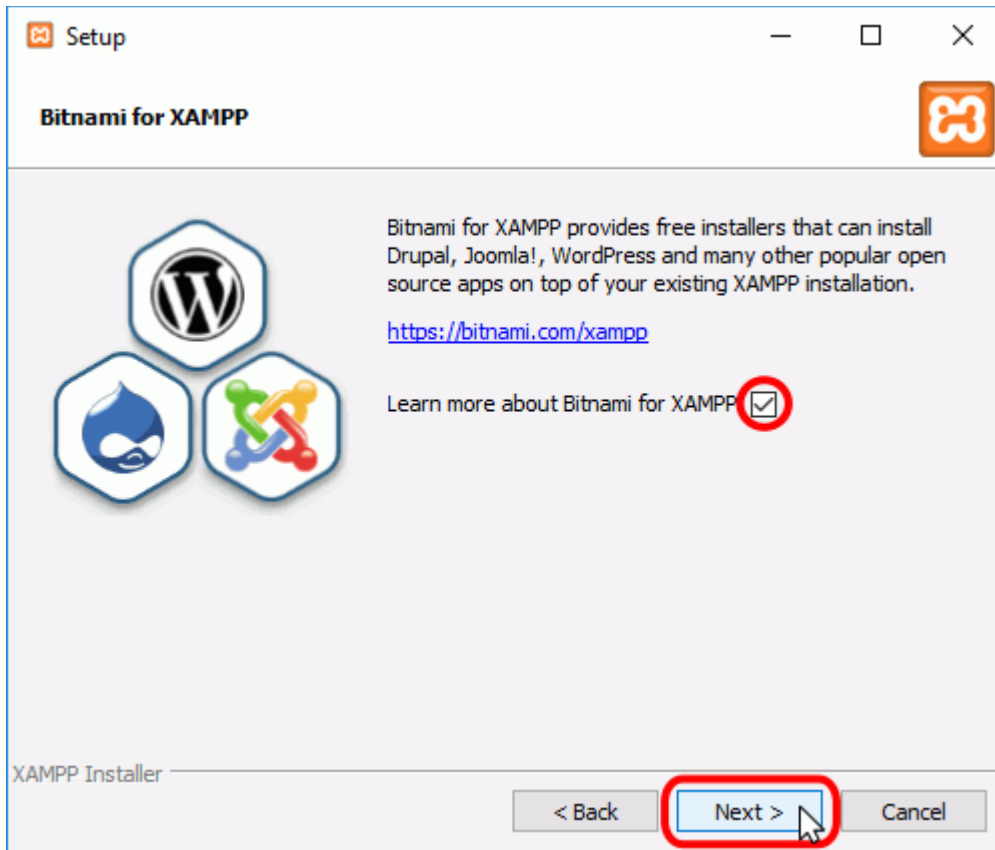 Setup
Bitnami for XAMPP
Bitnami for XAMPP provides free installers that can install
Drupal, Joomla!, WordPress and many other popular open
source apps on top of your existing XAMPP installation.
https://bitnami.com/xampp
Learn more about Bitnami for XAMPP
XAMPP Installer
< Back
Next >
Cancel